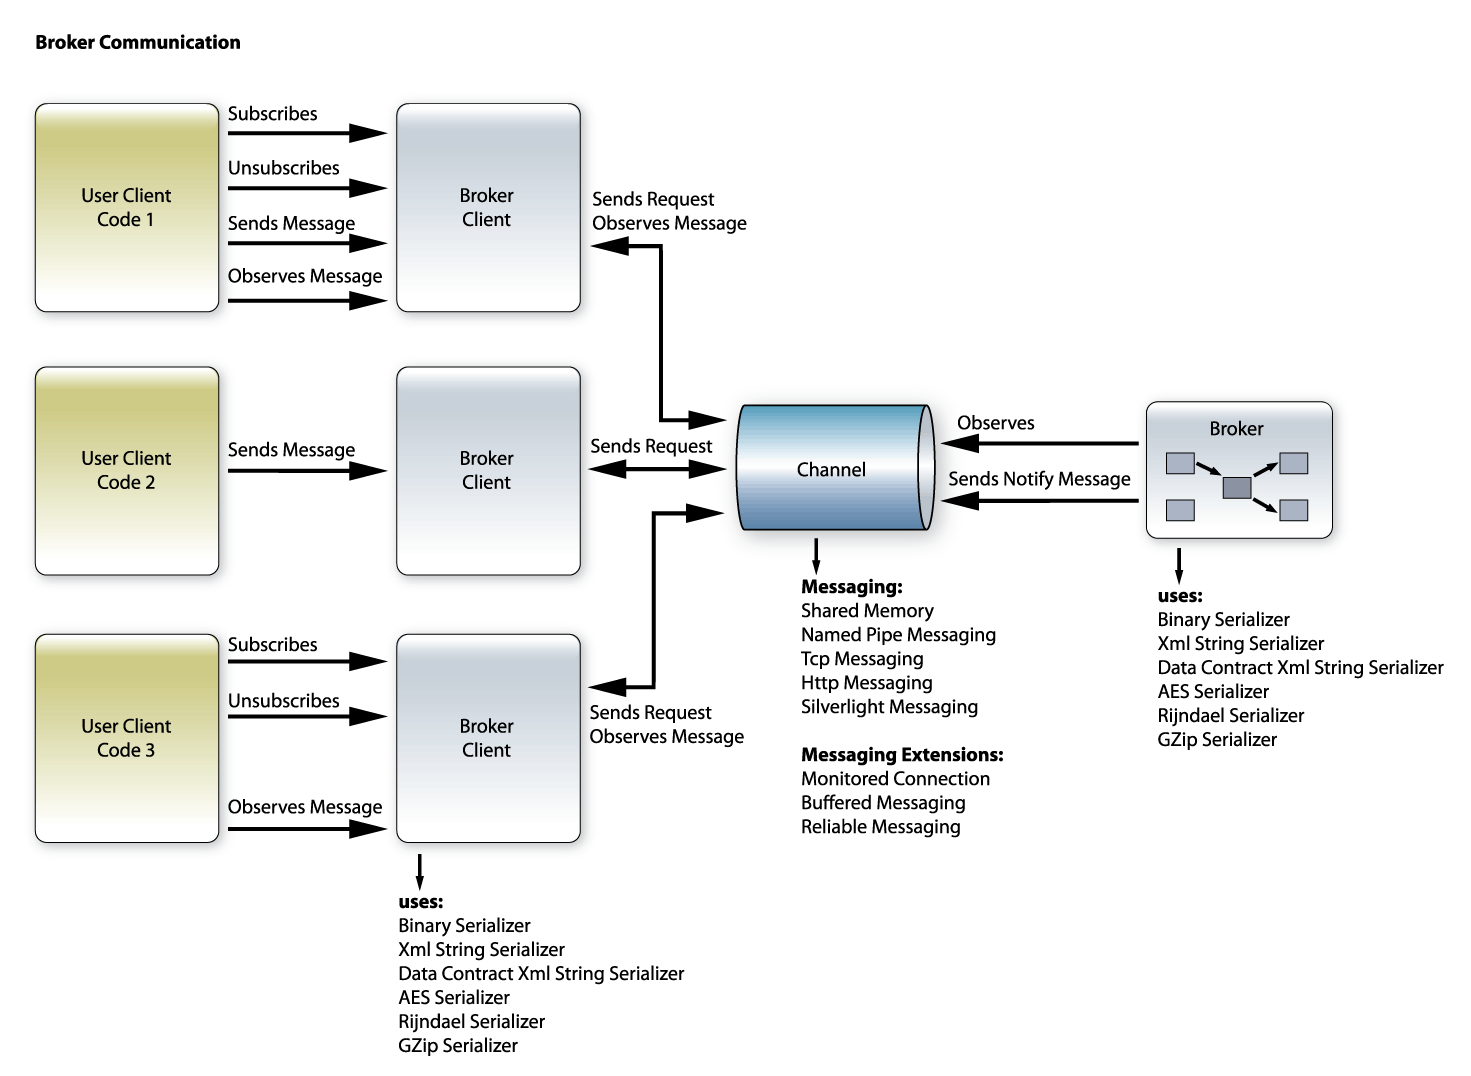 Broker Communication
Subscribes
Unsubscribes
Sends Message
Observes Message
User Client
Code 1
Broker
Client
Sends Request
Observes Message
User Client
Code 2
Sends Message
Broker
Client
Sends Request
Channel
Observes
Sends Notify Message
Broker
User Client
Code 3
Subscribes
Unsubscribes
Observes Message
Broker
Client
Sends Request
Observes Message
Messaging:
Shared Memory
Named Pipe Messaging
Tcp Messaging
Http Messaging
Silverlight Messaging
Messaging Extensions:
Monitored Connection
Buffered Messaging
Reliable Messaging
uses:
Binary Serializer
Xml String Serializer
Data Contract Xml String Serializer
AES Serializer
Rijndael Serializer
GZip Serializer
uses:
Binary Serializer
Xml String Serializer
Data Contract Xml String Serializer
AES Serializer
Rijndael Serializer
GZip Serializer